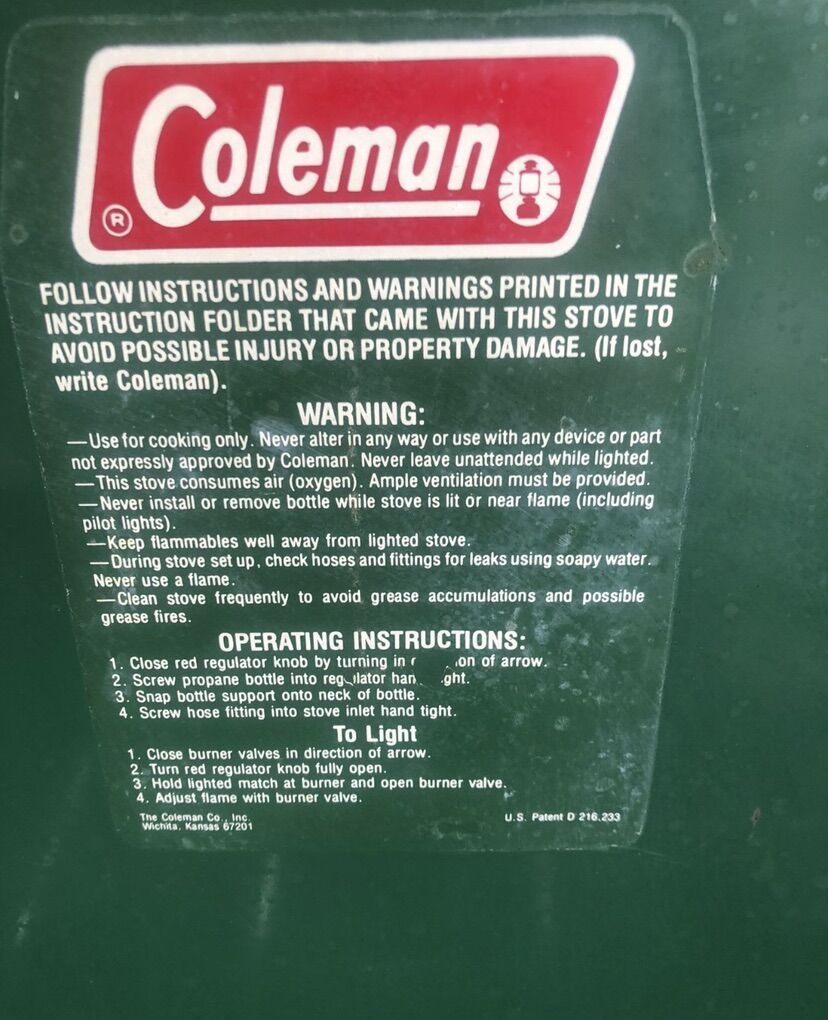 Coleman
®
FOLLOW INSTRUCTIONS AND WARNINGS PRINTED IN THE
INSTRUCTION FOLDER THAT CAME WITH THIS STOVE TO
AVOID POSSIBLE INJURY OR PROPERTY DAMAGE. (If lost,
write Coleman).
WARNING:
—Use for cooking only. Never alter in any way or use with any device or part
not expressly approved by Coleman. Never leave unattended while lighted.
—This stove consumes air (oxygen). Ample ventilation must be provided.
—Never install or remove bottle while stove is lit or near flame (including
pilot lights).
—Keep flammables well away from lighted stove.
—During stove set up, check hoses and fittings for leaks using soapy water.
Never use a flame.
—Clean stove frequently to avoid grease accumulations and possible
grease fires.
OPERATING INSTRUCTIONS:
1. Close red regulator knob by turning in of arrow.
2. Screw propane bottle into regulator
3. Snap bottle support onto neck of bottle.
4. Screw hose fitting into stove inlet hand tight.
To Light
1. Close burner valves in direction of arrow.
2. Turn red regulator knob fully open.
3. Hold lighted match at burner and open burner valve.
4. Adjust flame with burner valve.
The Coleman Co., Inc.
Wichita, Kansas 67201
U.S. Patent D 216,233